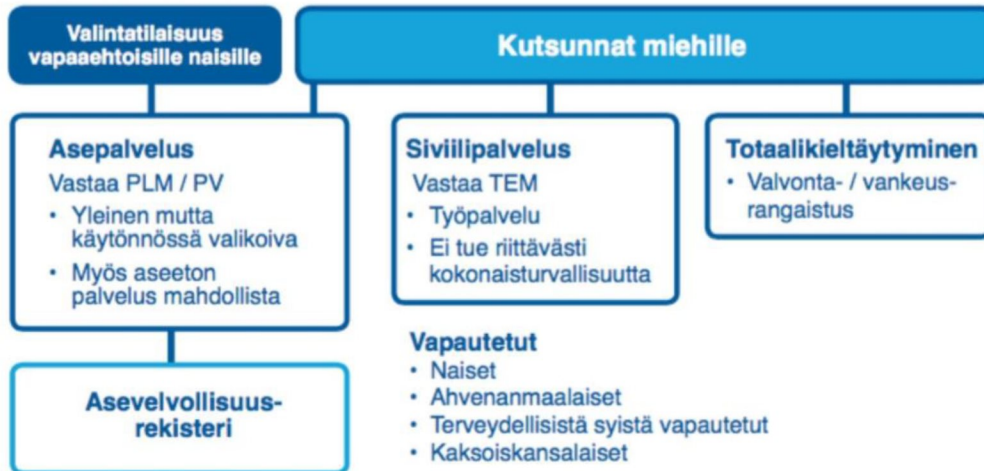 Valintatilaisuus
vapaaehtoisille naisille
Kutsunnat miehille
Asepalvelus
Vastaa PLM / PV
• Yleinen mutta
käytönnössä valikoiva
• Myös aseeton
palvelus mahdollista
Siviilipalvelus
Vastaa TEM
• Työpalvelu
• Ei tue riittävästi
kokonaisturvallisuutta
Totaalikieltäytyminen
• Valvonta- / vankeus-
rangaistus
Asevelvollisuus-
rekisteri
Vapautetut
• Naiset
• Ahvenanmaalaiset
• Terveydellisistä syistä vapautetut
• Kaksoiskansalaiset